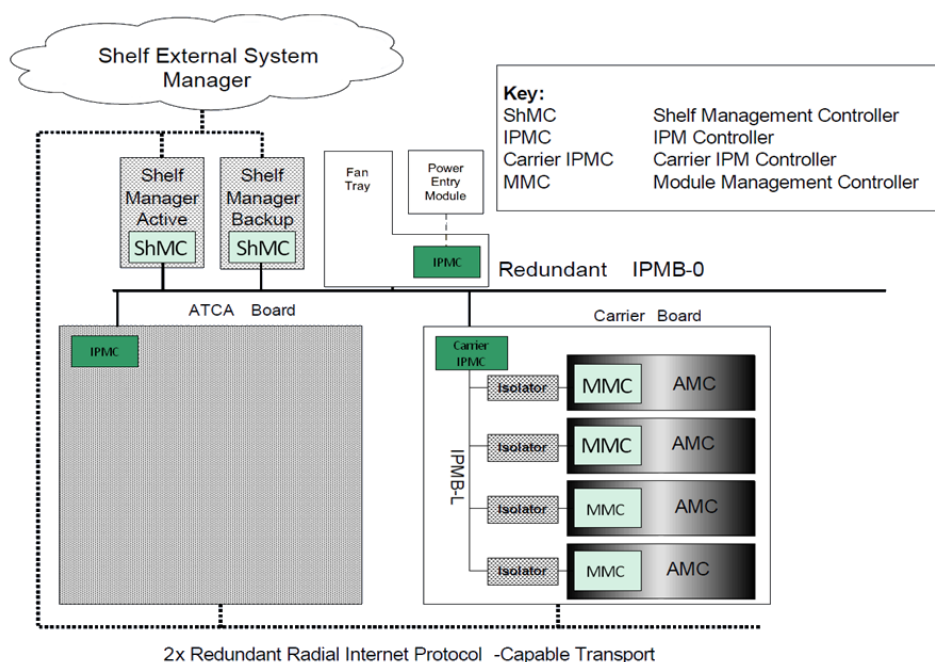 Shelf External System
Manager
Key:
ShMC Shelf Management Controller
IPMC IPM Controller
Carrier IPMC Carrier IPM Controller
MMC Module Management Controller
Shelf
Manager
Active
ShMC
Shelf
Manager
Backup
ShMC
Fan
Tray
Power
Entry
Module
IPMC
Redundant IPMB-0
ATCA Board
IPMC
Carrier Board
Carrier
IPMC
IPMB-L
Isolator
MMC
AMC
Isolator
MMC
AMC
Isolator
MMC
AMC
Isolator
MMC
AMC
2x Redundant Radial Internet Protocol -Capable Transport